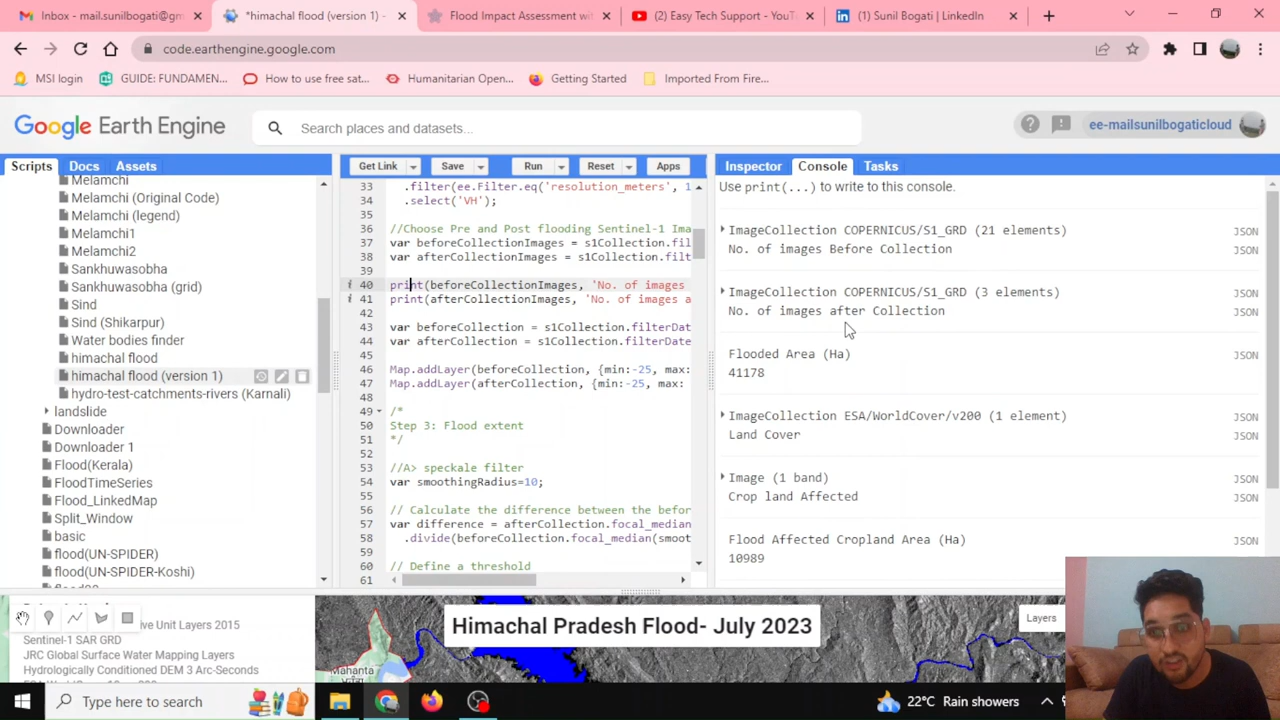 Inbox - mail.sunilbogati@gm
*himachal flood (version 1) -
Flood Impact Assessment wit
(2) Easy Tech Support - YouT
(1) Sunil Bogati | LinkedIn
code.earthengine.google.com
MSI login
GUIDE: FUNDAMEN...
How to use free sat...
Humanitarian Open...
Getting Started
Imported From Fire...
Google Earth Engine
Search places and datasets...
ee-mailsunilbogaticloud
Scripts
Docs
Assets
Get Link
Save
Run
Reset
Apps
Inspector
Console
Tasks
Melamchi
Melamchi (Original Code)
Melamchi (legend)
Melamchi1
Melamchi2
Sankhuwasobha
Sankhuwasobha (grid)
Sind
Sind (Shikarpur)
Water bodies finder
himachal flood
himachal flood (version 1)
hydro-test-catchments-rivers (Karnali)
landslide
Downloader
Downloader 1
Flood(Kerala)
FloodTimeSeries
Flood_LinkedMap
Split_Window
basic
flood(UN-SPIDER)
flood(UN-SPIDER-Koshi)
33 .filter(ee.Filter.eq('resolution_meters', 1
34 .select('VH');
35
36 //Choose Pre and Post flooding Sentinel-1 Ima
37 var beforeCollectionImages = s1Collection.fil
38 var afterCollectionImages = s1Collection.filt
39
i 40 print(beforeCollectionImages, 'No. of images
i 41 print(afterCollectionImages, 'No. of images a
42
43 var beforeCollection = s1Collection.filterDat
44 var afterCollection = s1Collection.filterDate
45
46 Map.addLayer(beforeCollection, {min:-25, max:
47 Map.addLayer(afterCollection, {min:-25, max:
48
49 /*
50 Step 3: Flood extent
51 */
52
53 //A> speckale filter
54 var smoothingRadius=10;
55
56 // Calculate the difference between the befor
57 var difference = afterCollection.focal_median
58 .divide(beforeCollection.focal_median(smoot
59
60 // Define a threshold
61
Use print(...) to write to this console.
ImageCollection COPERNICUS/S1_GRD (21 elements) JSON
No. of images Before Collection JSON
ImageCollection COPERNICUS/S1_GRD (3 elements) JSON
No. of images after Collection JSON
Flooded Area (Ha) JSON
41178
ImageCollection ESA/WorldCover/v200 (1 element) JSON
Land Cover JSON
Image (1 band) JSON
Crop land Affected JSON
Flood Affected Cropland Area (Ha) JSON
10989
ive Unit Layers 2015
Sentinel-1 SAR GRD
JRC Global Surface Water Mapping Layers
Hydrologically Conditioned DEM 3 Arc-Seconds
Himachal Pradesh Flood- July 2023
Layers
Mahanta
Type here to search
22°C Rain showers